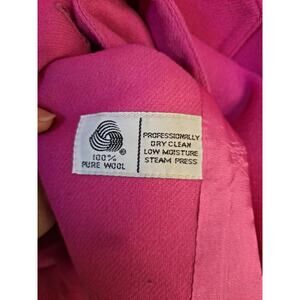 ®
100%
PURE WOOL
PROFESSIONALLY
DRY CLEAN
LOW MOISTURE
STEAM PRESS